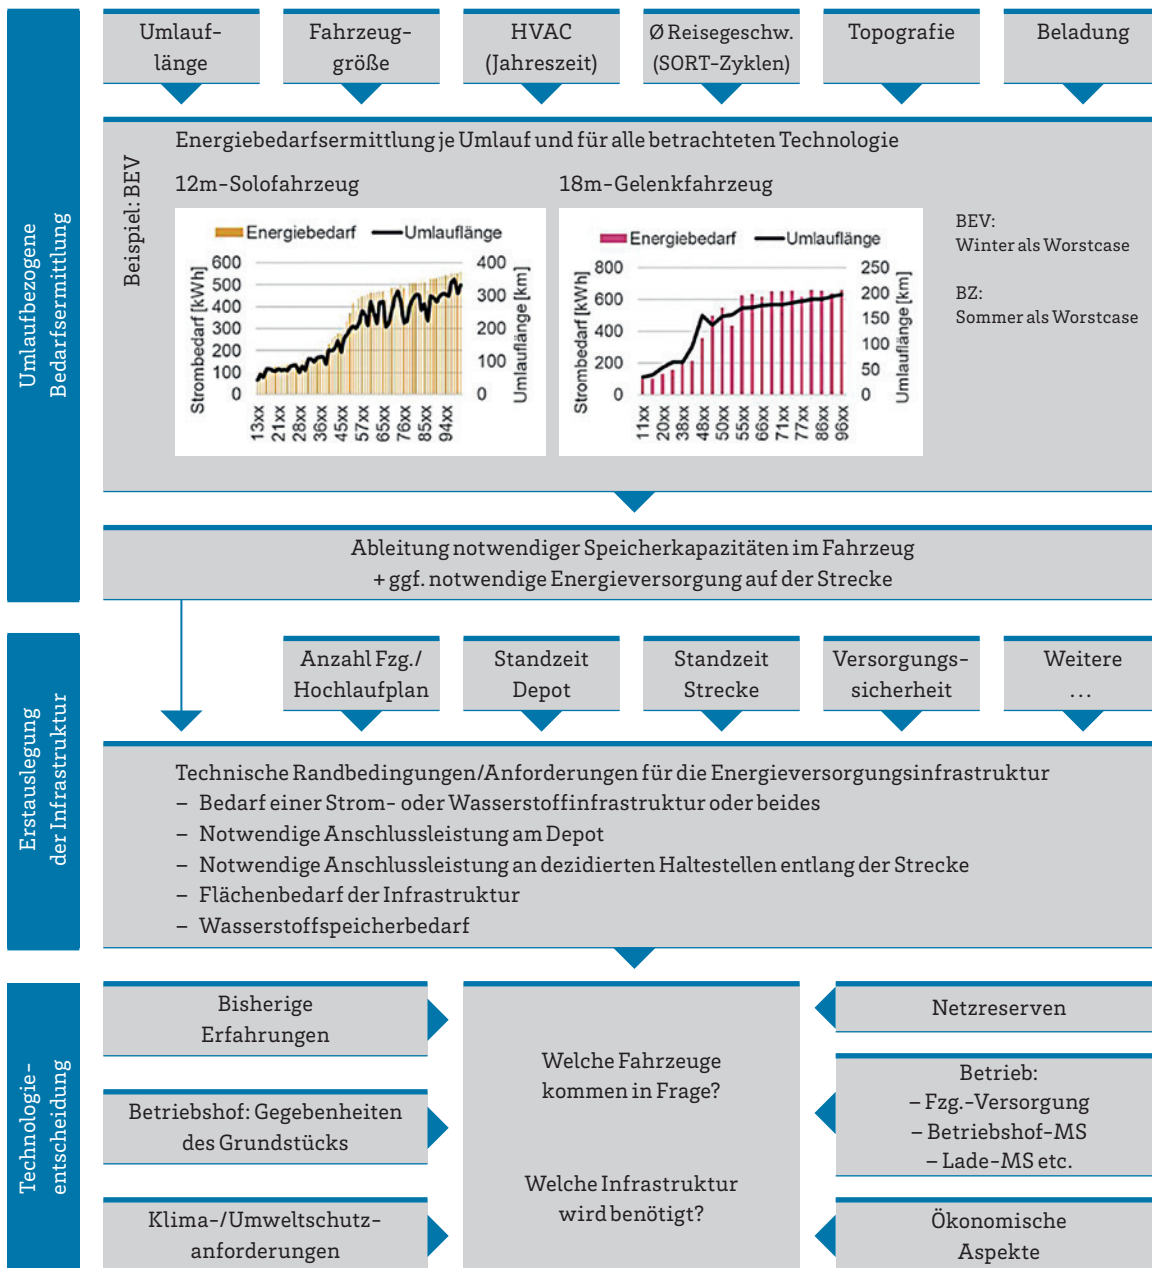 Umlaufbezogene
Bedarfsermittlung
Umlauf-
länge
Fahrzeug-
größe
HVAC
(Jahreszeit)
Ø Reisegeschw.
(SORT-Zyklen)
Topografie
Beladung
Energiebedarfsermittlung je Umlauf und für alle betrachteten Technologie
Beispiel: BEV
12m-Solofahrzeug
Energiebedarf
Umlauflänge
Strombedarf [kWh]
600
500
400
300
200
100
0
400
300
200
100
0
Umlauflänge [km]
13xx
21xx
28xx
36xx
45xx
57xx
65xx
76xx
85xx
94xx
18m-Gelenkfahrzeug
Energiebedarf
Umlauflänge
Strombedarf [kWh]
800
600
400
200
0
250
200
150
100
50
0
Umlauflänge [km]
11xx
20xx
38xx
48xx
50xx
55xx
66xx
71xx
77xx
86xx
96xx
BEV:
Winter als Worstcase
BZ:
Sommer als Worstcase
Ableitung notwendiger Speicherkapazitäten im Fahrzeug
+ ggf. notwendige Energieversorgung auf der Strecke
Erstauslegung
der Infrastruktur
Anzahl Fzg./
Hochlaufplan
Standzeit
Depot
Standzeit
Strecke
Versorgungs-
sicherheit
Weitere
...
Technische Randbedingungen/Anforderungen für die Energieversorgungsinfrastruktur
– Bedarf einer Strom- oder Wasserstoffinfrastruktur oder beides
– Notwendige Anschlussleistung am Depot
– Notwendige Anschlussleistung an dezidierten Haltestellen entlang der Strecke
– Flächenbedarf der Infrastruktur
– Wasserstoffspeicherbedarf
Technologie-
entscheidung
Bisherige
Erfahrungen
Betriebshof: Gegebenheiten
des Grundstücks
Klima-/Umweltschutz-
anforderungen
Welche Fahrzeuge
kommen in Frage?
Welche Infrastruktur
wird benötigt?
Netzreserven
Betrieb:
– Fzg.-Versorgung
– Betriebshof-MS
– Lade-MS etc.
Ökonomische
Aspekte